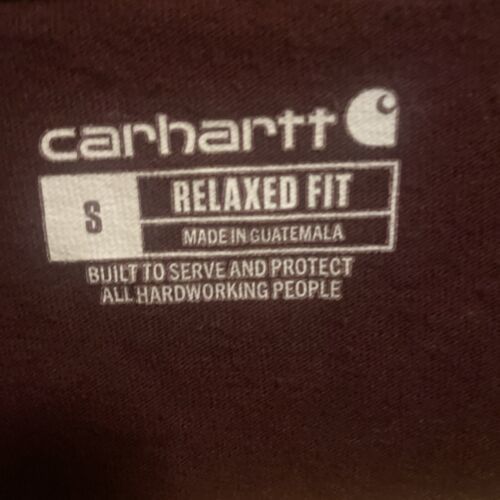 carhartt
S
RELAXED FIT
MADE IN GUATEMALA
BUILT TO SERVE AND PROTECT
ALL HARDWORKING PEOPLE